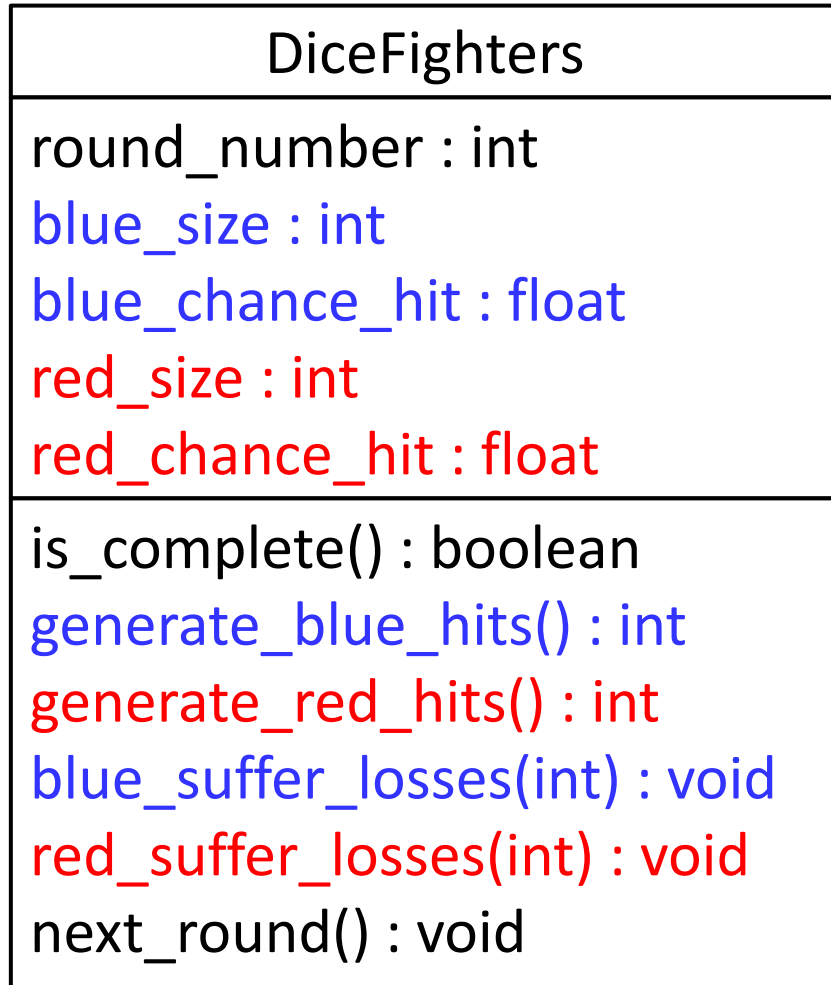 DiceFighters
round_number : int
blue_size : int
blue_chance_hit : float
red_size : int
red_chance_hit : float
is_complete() : boolean
generate_blue_hits() : int
generate_red_hits() : int
blue_suffer_losses(int) : void
red_suffer_losses(int) : void
next_round() : void